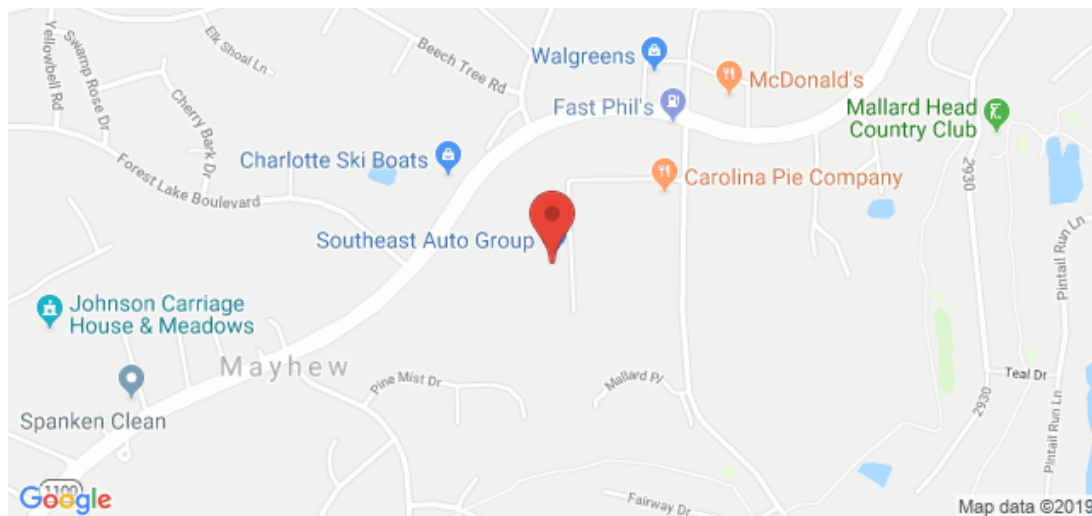 Yellowbell Rd
Swamp Rose Dr
Elk Shoal Ln
Beech Tree Rd
Walgreens
McDonald's
Fast Phil's
Mallard Head
Country Club
Cherry Bark Dr
Charlotte Ski Boats
Forest Lake Boulevard
Carolina Pie Company
2930
Southeast Auto Group
Pintail Run Ln
Johnson Carriage
House & Meadows
Mayhew
Pine Mist Dr
Mallard Pl
Teal Dr
2930
Spanken Clean
Pintail Run Ln
1100
Google
Fairway Dr
Map data ©2019